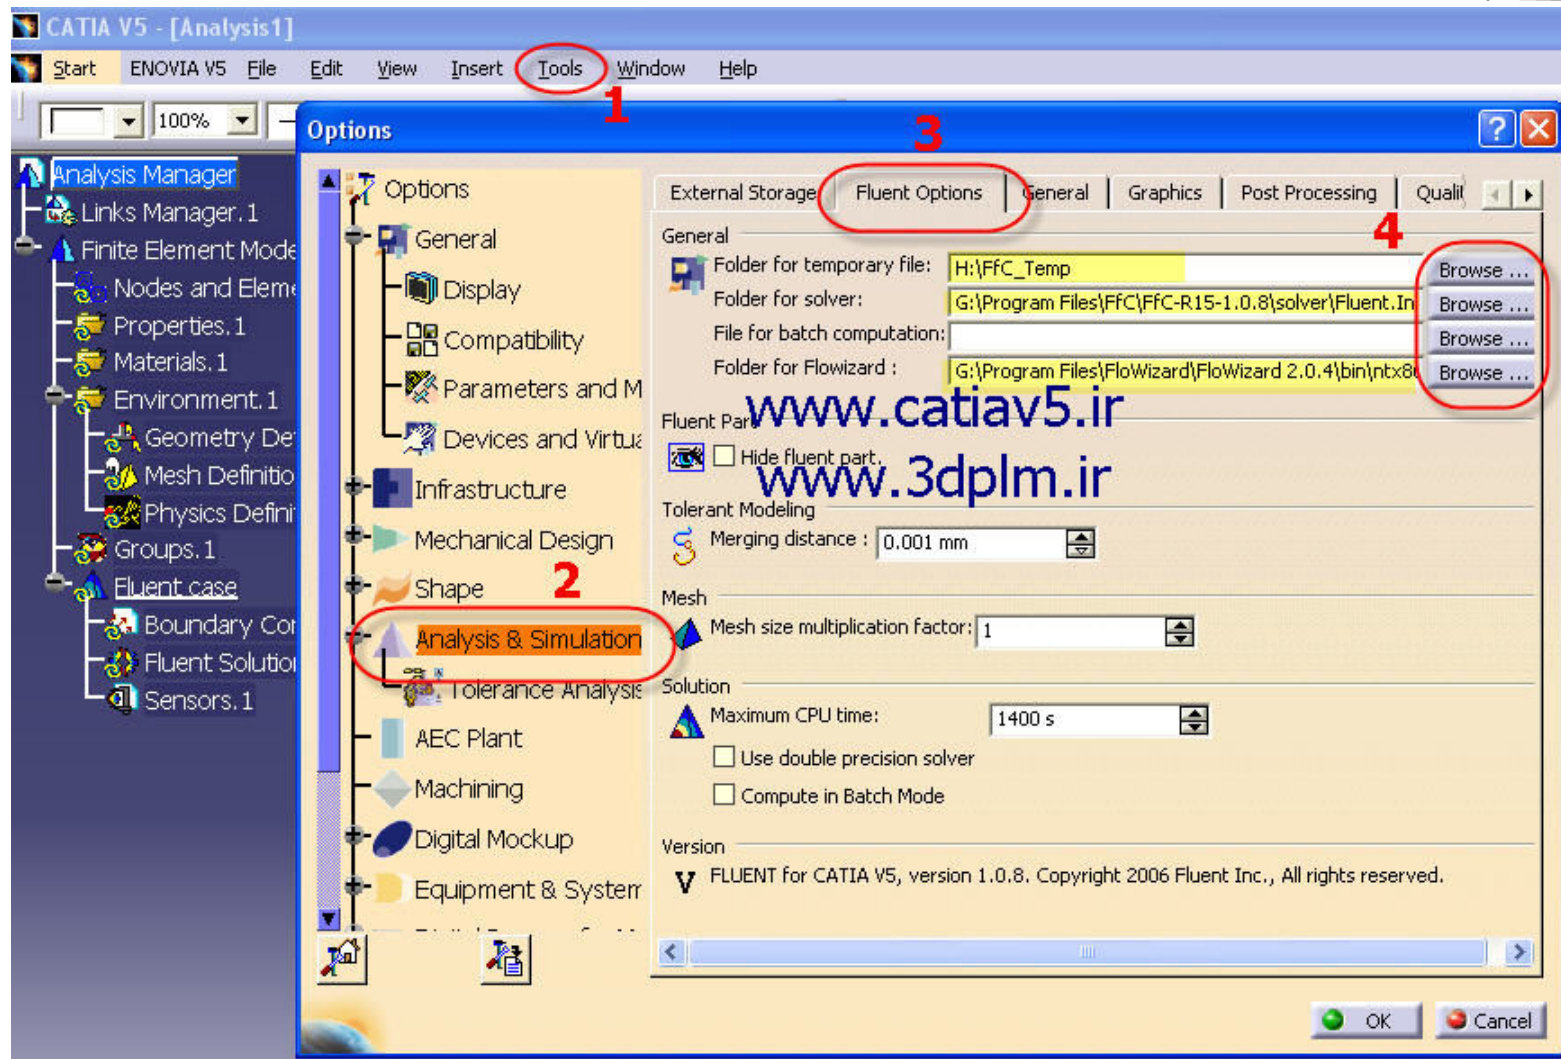 CATIA V5 - [Analysis1]
Start ENOVIA V5 File Edit View Insert Tools Window Help
1
100%
Options
3
Analysis Manager
Links Manager.1
Finite Element Mode
Nodes and Eleme
Properties.1
Materials.1
Environment.1
Geometry De
Mesh Definitio
Physics Defini
Groups.1
Fluent case
Boundary Con
Fluent Solution
Sensors.1
Options
General
Display
Compatibility
Parameters and M
Devices and Virtua
Infrastructure
Mechanical Design
Shape
2
Analysis & Simulation
Tolerance Analysis
AEC Plant
Machining
Digital Mockup
Equipment & System
External Storage Fluent Options General Graphics Post Processing Qualit
4
General
Folder for temporary file: H:\FfC_Temp Browse ...
Folder for solver: G:\Program Files\FfC\FfC-R15-1.0.8\solver\Fluent.In Browse ...
File for batch computation: Browse ...
Folder for Flowizard : G:\Program Files\FloWizard\FloWizard 2.0.4\bin\ntx8 Browse ...
www.catiav5.ir
Fluent Part
Hide fluent part.
www.3dplm.ir
Tolerant Modeling
Merging distance : 0.001 mm
Mesh
Mesh size multiplication factor: 1
Solution
Maximum CPU time: 1400 s
Use double precision solver
Compute in Batch Mode
Version
V FLUENT for CATIA V5, version 1.0.8. Copyright 2006 Fluent Inc., All rights reserved.
OK Cancel